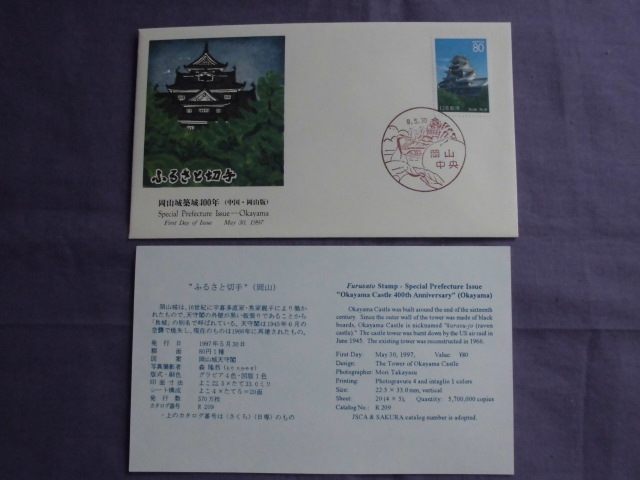 ふるさと切手
岡山城築城400年 (中国・岡山版)
Special Prefecture Issue—Okayama
First Day of Issue May 30, 1997
80
岡山
中央
"ふるさと切手" (岡山)
岡山城は、16世紀に宇喜多直家・秀家親子により築か
れたもので、天守閣の外壁が黒い板張りであることから
「烏城」の別名で呼ばれている。天守閣は1945年6月の
空襲で焼失し、現在のものは1966年に再建されたもの。
発行日 1997年5月30日
額面 80円1種
図案 岡山城天守閣
写真撮影者
版式・刷色 グラビア4色・凹版1色
印面寸法 よこ22.5×たて33.0ミリ
シート構成 よこ4×たて5=20面
発行数 570万枚
カタログ番号 R 209
・上のカタログ番号は〈さくら〉〈日専〉のもの
Furusato Stamp - Special Prefecture Issue
"Okayama Castle 400th Anniversary" (Okayama)
Okayama Castle was built around the end of the sixteenth
century. Since the outer wall of the tower was made of black
boards, Okayama Castle is nicknamed "karasu-jo (raven
castle)." The castle tower was burnt down by the US air raid in
June 1945. The existing tower was reconstructed in 1966.
First Day: May 30, 1997, Value: ¥80
Design: The Tower of Okayama Castle
Photographer: Mori Takayosi
Printing: Photogravure 4 and intaglio 1 colors
Size: 22.5 × 33.0 mm, vertical
Sheet: 20 (4 × 5), Quantity: 5,700,000 copies
Catalog No.: R 209
JSCA & SAKURA catalog number is adopted.